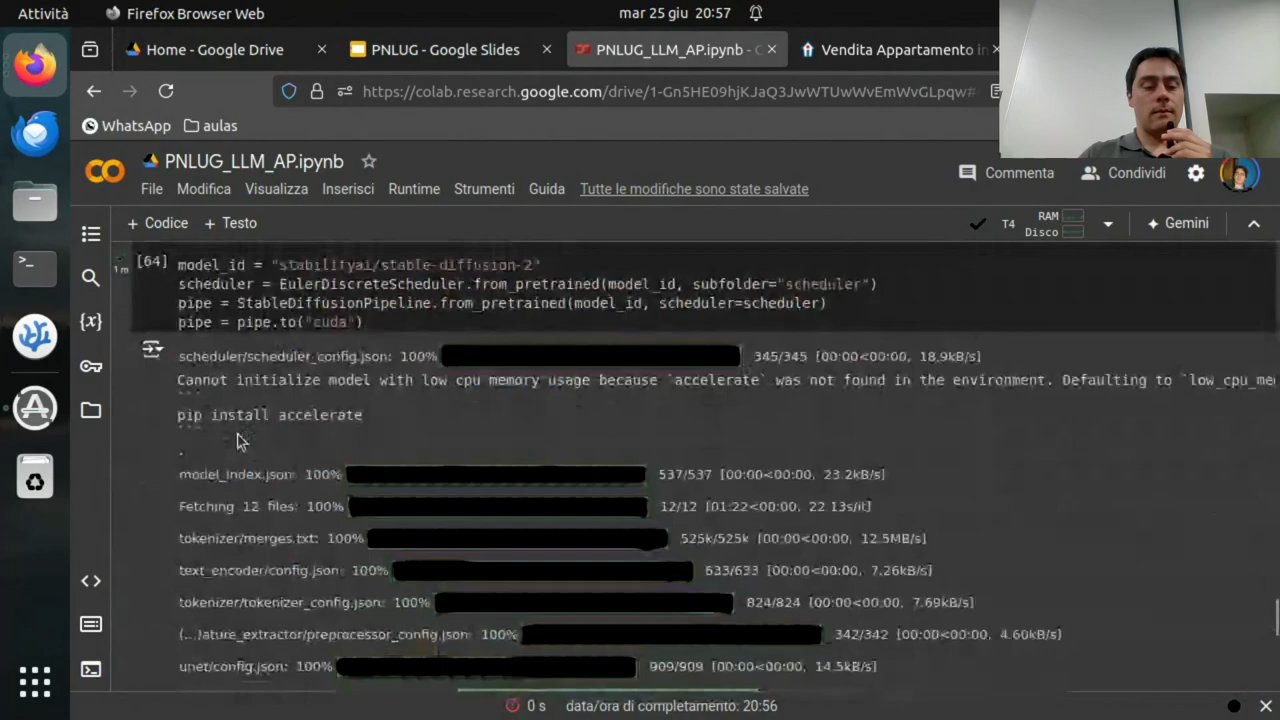 Attività
Firefox Browser Web
mar 25 giu 20:57
Home - Google Drive
PNLUG - Google Slides
PNLUG_LLM_AP.ipynb - C
Vendita Appartamento in
https://colab.research.google.com/drive/1-Gn5HE09hjKJaQ3JwWTUwWvEmWvGLpqw#
WhatsApp
aulas
PNLUG_LLM_AP.ipynb
File Modifica Visualizza Inserisci Runtime Strumenti Guida Tutte le modifiche sono state salvate
Commenta
Condividi
+ Codice + Testo
T4
RAM
Disco
Gemini
[64]
1m
model_id = "stabilityai/stable-diffusion-2"
scheduler = EulerDiscreteScheduler.from_pretrained(model_id, subfolder="scheduler")
pipe = StableDiffusionPipeline.from_pretrained(model_id, scheduler=scheduler)
pipe = pipe.to("cuda")
scheduler/scheduler_config.json: 100% 345/345 [00:00<00:00, 18.9kB/s]
Cannot initialize model with low cpu memory usage because `accelerate` was not found in the environment. Defaulting to `low_cpu_me
```
pip install accelerate
```
.
model_index.json: 100% 537/537 [00:00<00:00, 23.2kB/s]
Fetching 12 files: 100% 12/12 [01:22<00:00, 22.13s/it]
tokenizer/merges.txt: 100% 525k/525k [00:00<00:00, 12.5MB/s]
text_encoder/config.json: 100% 633/633 [00:00<00:00, 7.26kB/s]
tokenizer/tokenizer_config.json: 100% 824/824 [00:00<00:00, 7.69kB/s]
(…)ature_extractor/preprocessor_config.json: 100% 342/342 [00:00<00:00, 4.60kB/s]
unet/config.json: 100% 909/909 [00:00<00:00, 14.5kB/s]
0 s data/ora di completamento: 20:56